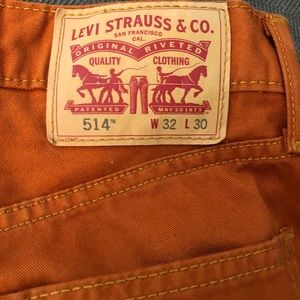 LEVI STRAUSS & CO.
SAN FRANCISCO
CAL.
ORIGINAL RIVETED
QUALITY CLOTHING
PATENTED MAY 20 1873
514™ W 32 L 30